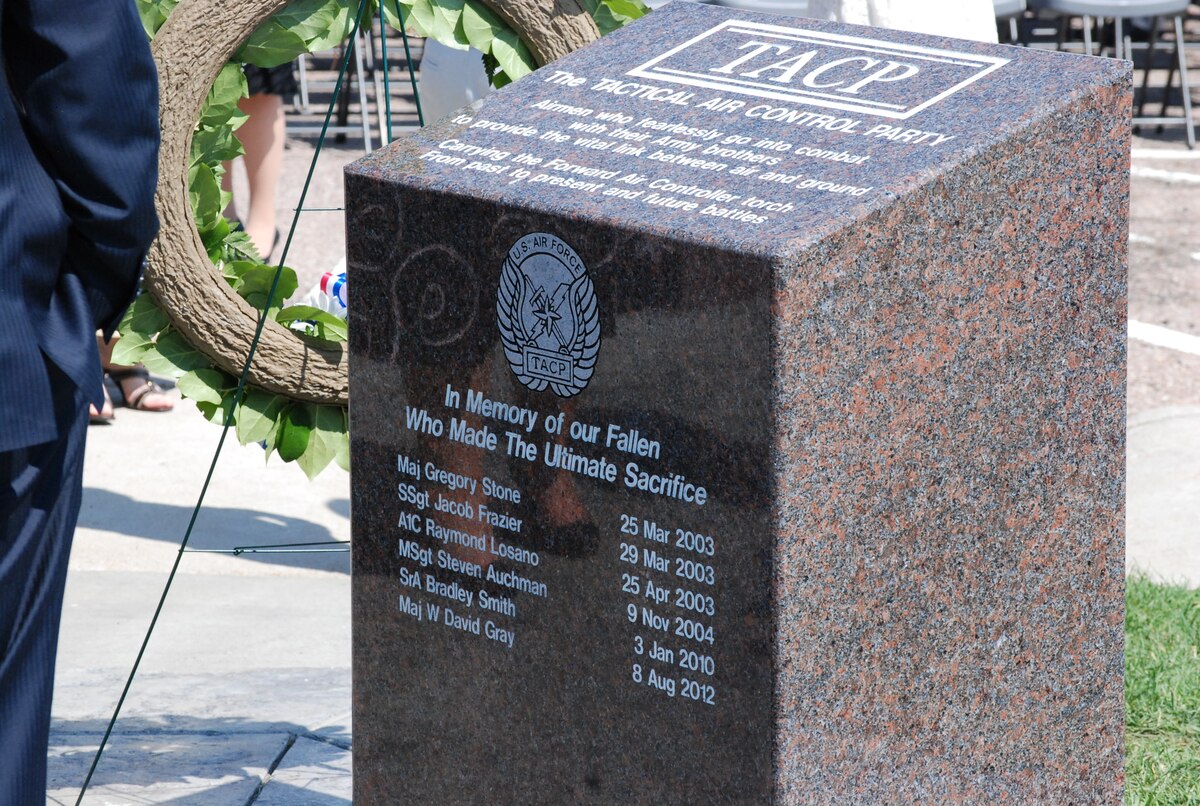 TACP
The TACTICAL AIR CONTROL PARTY
Airmen who fearlessly go into combat
with their Army brothers
to provide the vital link between air and ground
Carrying the Forward Air Controller torch
From past to present and future battles
U.S. AIR FORCE
TACP
In Memory of our Fallen
Who Made The Ultimate Sacrifice
Maj Gregory Stone 25 Mar 2003
SSgt Jacob Frazier 29 Mar 2003
A1C Raymond Losano 25 Apr 2003
MSgt Steven Auchman 9 Nov 2004
SrA Bradley Smith 3 Jan 2010
Maj W David Gray 8 Aug 2012